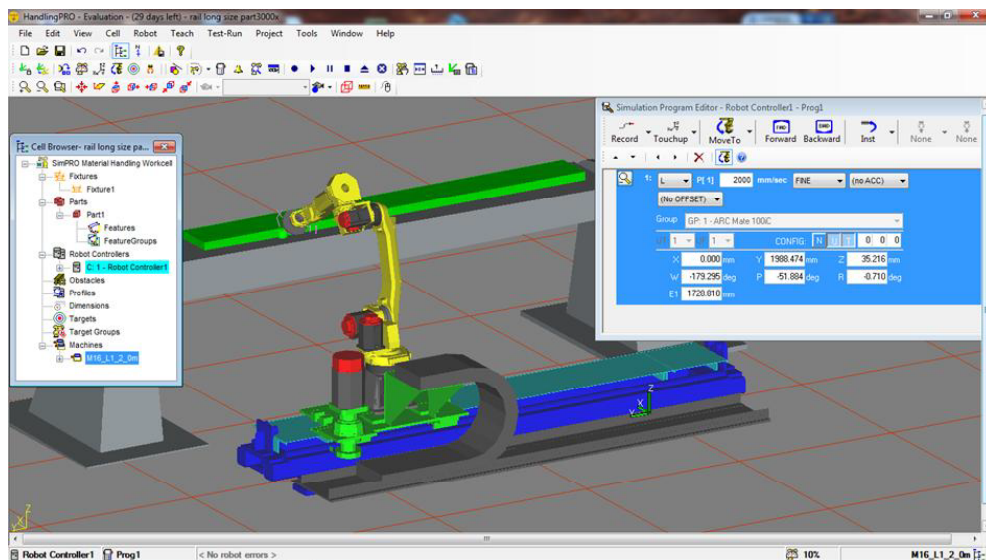 HandlingPRO - Evaluation - (29 days left) - rail long size part3000x
File Edit View Cell Robot Teach Test-Run Project Tools Window Help
Cell Browser- rail long size pa...
SimPRO Material Handling Workcell
Fixtures
Fixture1
Parts
Part1
Features
FeatureGroups
Robot Controllers
C: 1 - Robot Controller1
Obstacles
Profiles
Dimensions
Targets
Target Groups
Machines
M16_L1_2_0m
Simulation Program Editor - Robot Controller1 - Prog1
Record Touchup MoveTo Forward Backward Inst None None
1: L P[ 1] 2000 mm/sec FINE (no ACC)
(No OFFSET)
Group GP: 1 - ARC Mate 100iC
1 1 CONFIG: N U T 0 0 0
X 0.000 mm Y 1988.474 mm Z 35.216 mm
W -179.295 deg P -51.884 deg R -8.710 deg
E1 1728.810 mm
Z
X
Y
Z
Robot Controller1 Prog1 < No robot errors > 10% M16_L1_2_0m